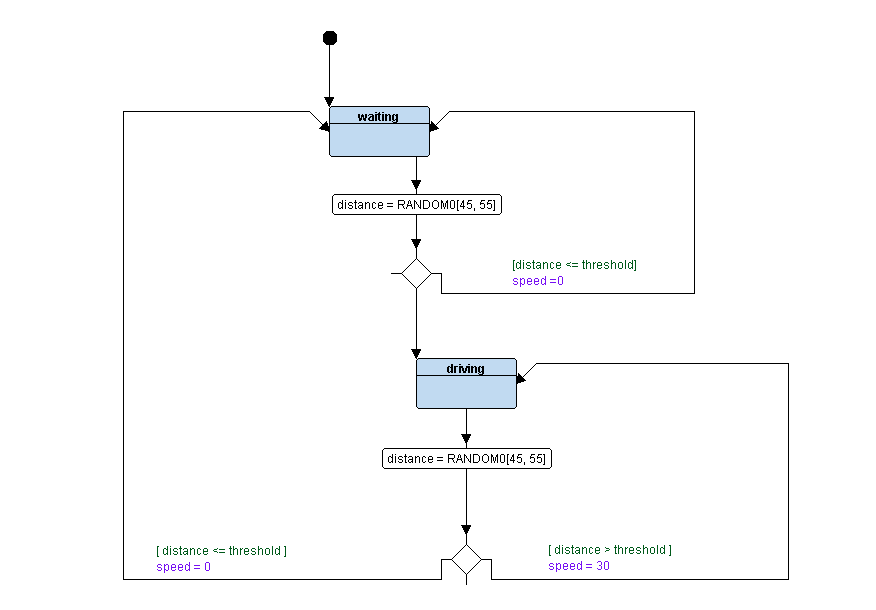 waiting
distance = RANDOM0[45, 55]
[distance <= threshold]
speed =0
driving
distance = RANDOM0[45, 55]
[ distance <= threshold ]
speed = 0
[ distance > threshold ]
speed = 30